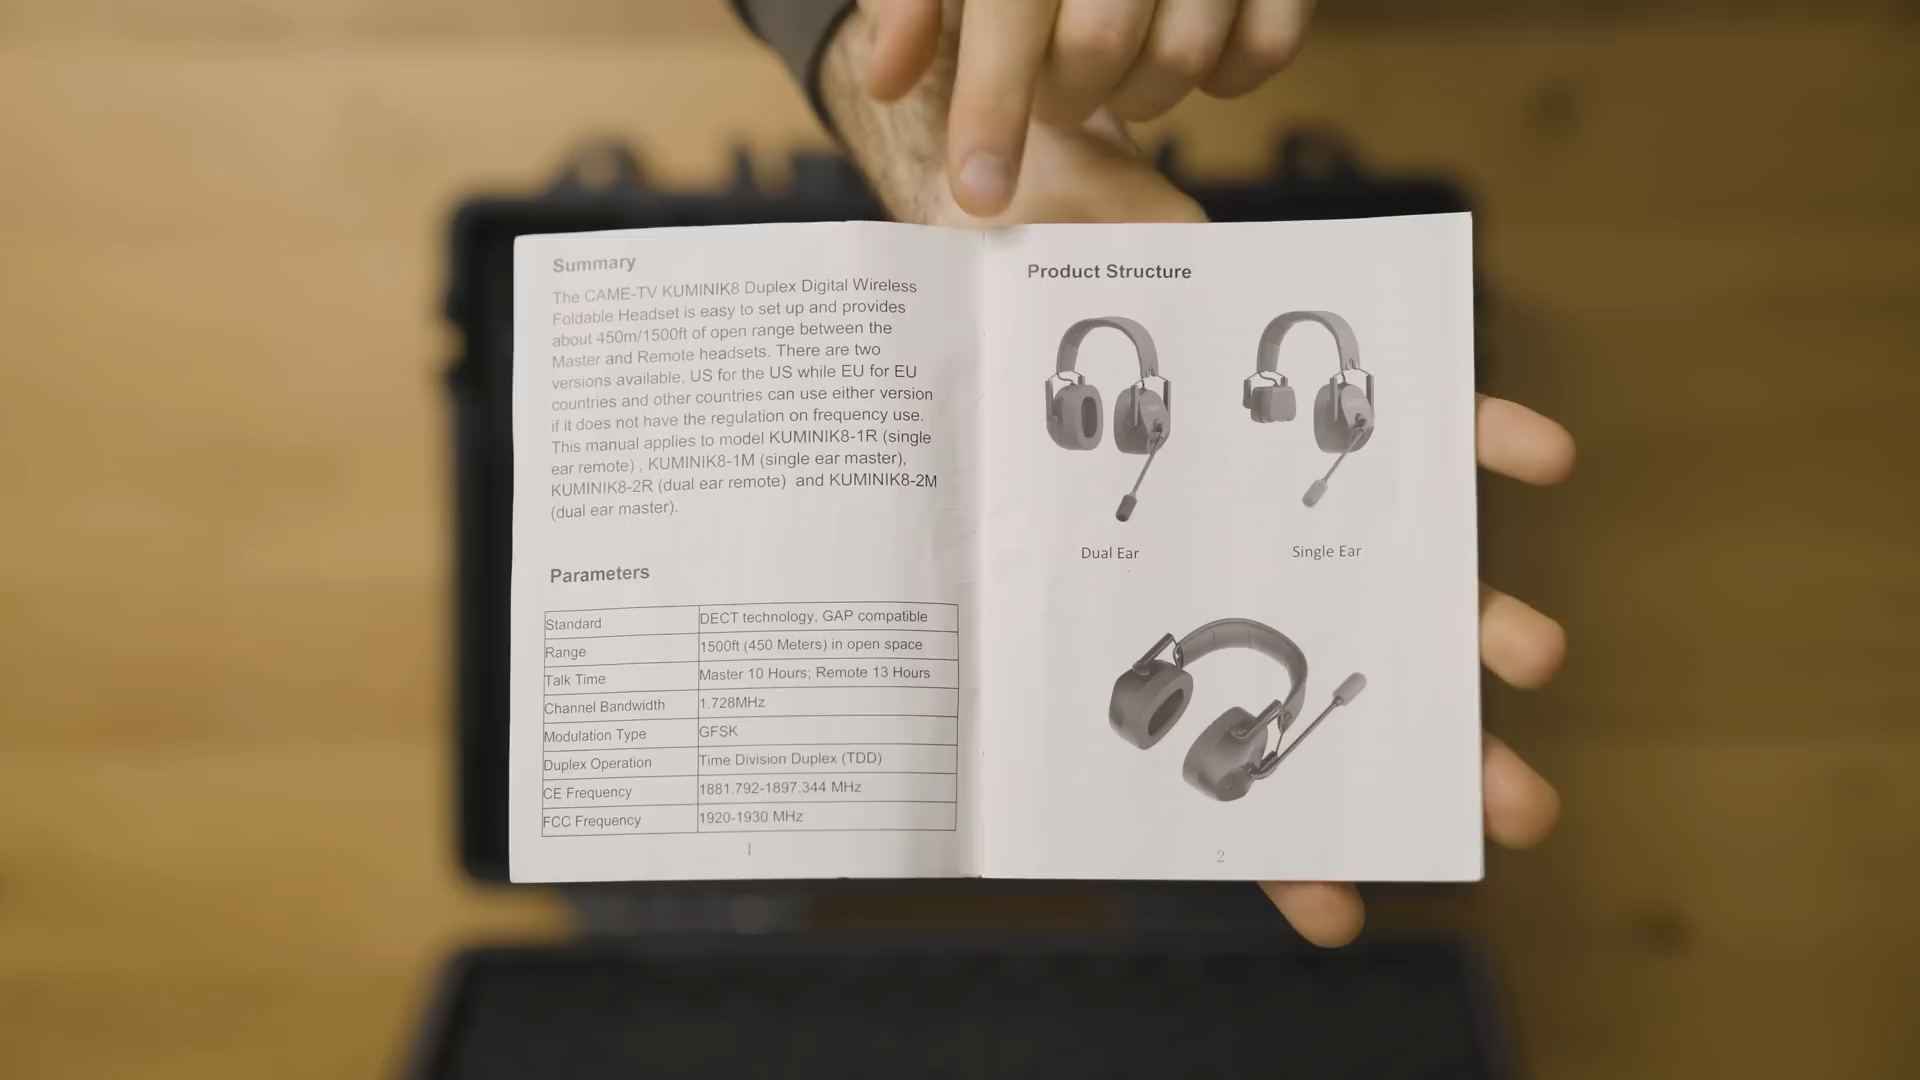 Summary
The CAME-TV KUMINIK8 Duplex Digital Wireless
Foldable Headset is easy to set up and provides
about 450m/1500ft of open range between the
Master and Remote headsets. There are two
versions available, US for the US while EU for EU
countries and other countries can use either version
if it does not have the regulation on frequency use.
This manual applies to model KUMINIK8-1R (single
ear remote) , KUMINIK8-1M (single ear master),
KUMINIK8-2R (dual ear remote) and KUMINIK8-2M
(dual ear master).
Parameters
Standard DECT technology, GAP compatible
Range 1500ft (450 Meters) in open space
Talk Time Master 10 Hours; Remote 13 Hours
Channel Bandwidth 1.728MHz
Modulation Type GFSK
Duplex Operation Time Division Duplex (TDD)
CE Frequency 1881.792-1897.344 MHz
FCC Frequency 1920-1930 MHz
1
Product Structure
Dual Ear
Single Ear
2